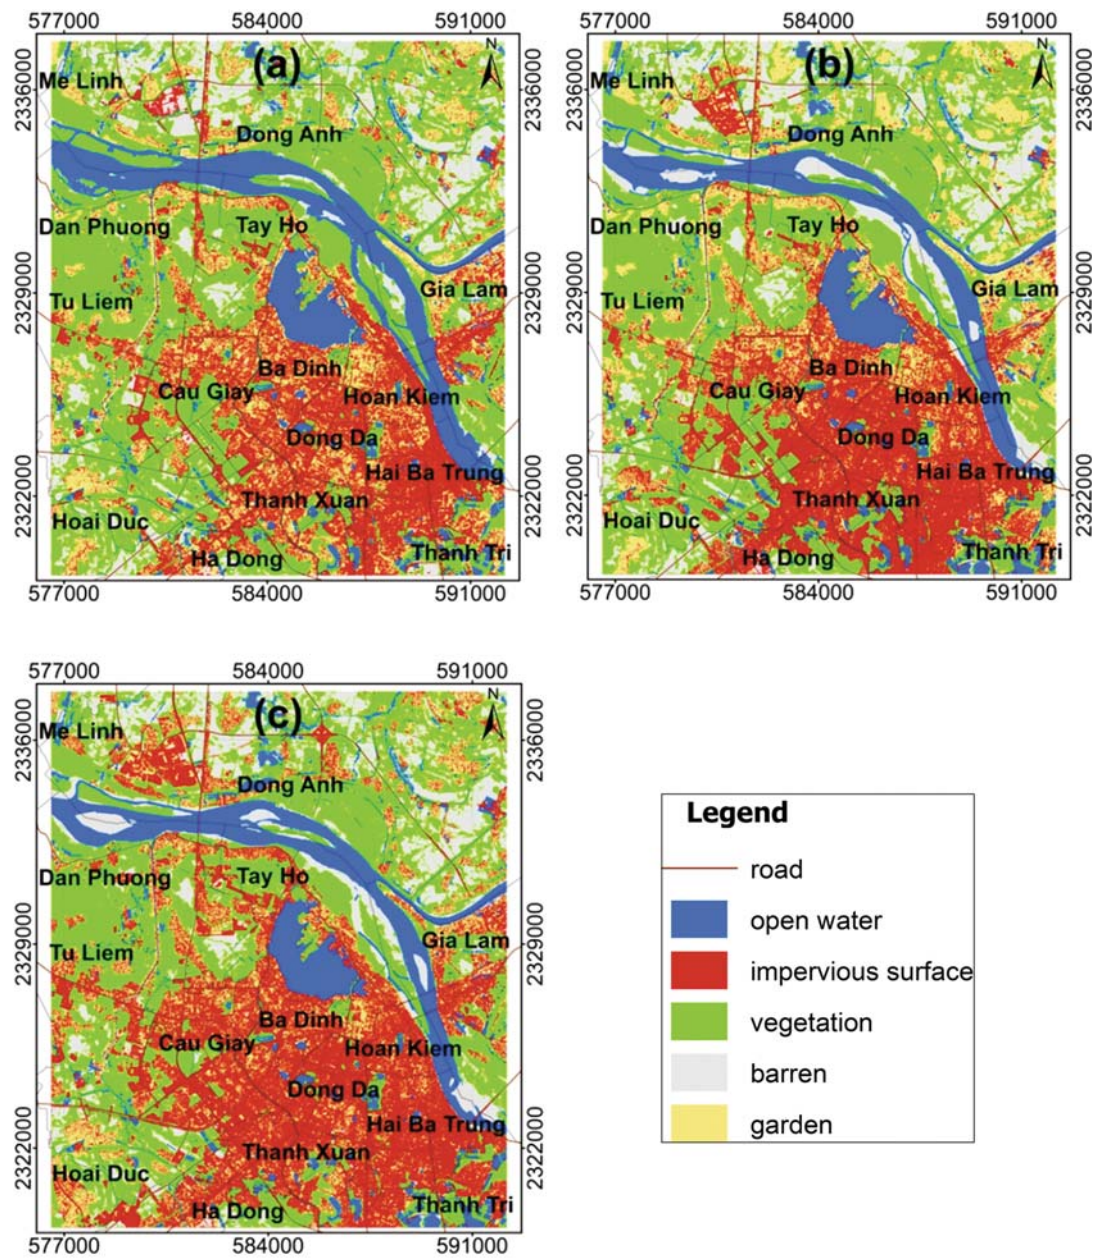 577000 584000 591000 577000 584000 591000
(a) N
(b) N
Me Linh
Me Linh
2336000
2336000
Dong Anh
Dong Anh
Dan Phuong
Tay Ho
Dan Phuong
Tay Ho
Tu Liem
Gia Lam
2329000
Tu Liem
Gia Lam
2329000
Ba Dinh
Cau Giay
Hoan Kiem
Ba Dinh
Cau Giay
Hoan Kiem
Dong Da
Dong Da
Hai Ba Trung
Hai Ba Trung
Thanh Xuan
Thanh Xuan
2322000
2322000
Hoai Duc
Hoai Duc
Ha Dong
Thanh Tri
Ha Dong
Thanh Tri
577000 584000 591000 577000 584000 591000
577000 584000 591000
(c) N
Me Linh
2336000
2336000
Dong Anh
Dan Phuong
Tay Ho
Tu Liem
Gia Lam
2329000
2329000
Ba Dinh
Cau Giay
Hoan Kiem
Dong Da
Hai Ba Trung
Thanh Xuan
2322000
2322000
Hoai Duc
Ha Dong
Thanh Tri
577000 584000 591000
Legend
road
open water
impervious surface
vegetation
barren
garden